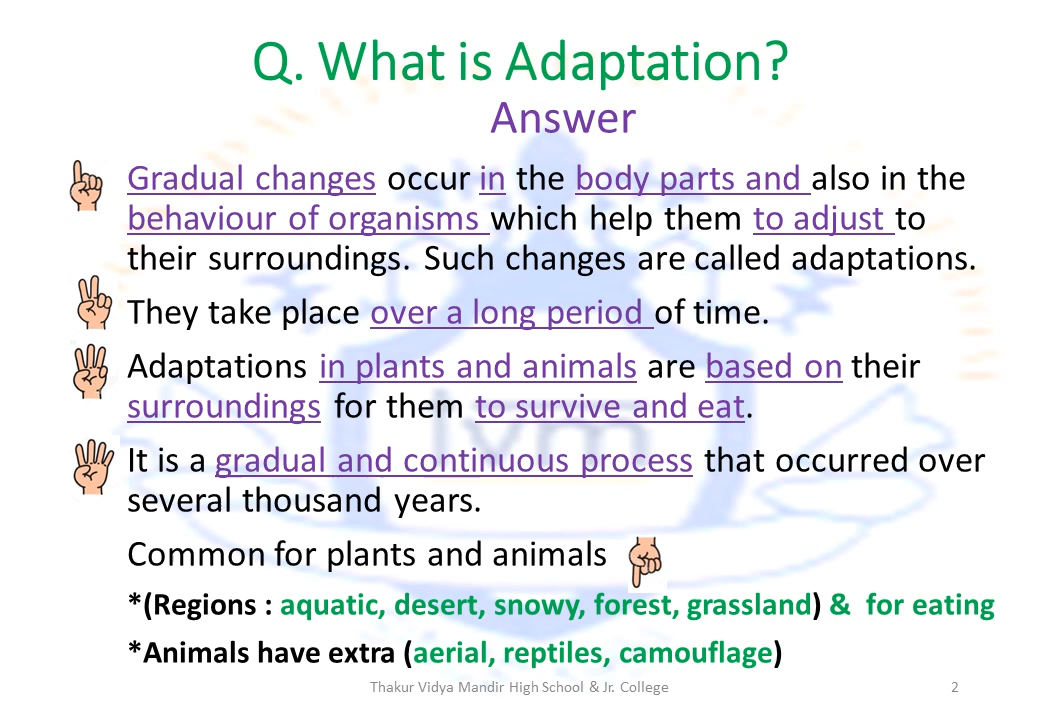 Q. What is Adaptation?
Answer
Gradual changes occur in the body parts and also in the
behaviour of organisms which help them to adjust to
their surroundings. Such changes are called adaptations.
They take place over a long period of time.
Adaptations in plants and animals are based on their
surroundings for them to survive and eat.
It is a gradual and continuous process that occurred over
several thousand years.
Common for plants and animals
*(Regions : aquatic, desert, snowy, forest, grassland) & for eating
*Animals have extra (aerial, reptiles, camouflage)
Thakur Vidya Mandir High School & Jr. College 2